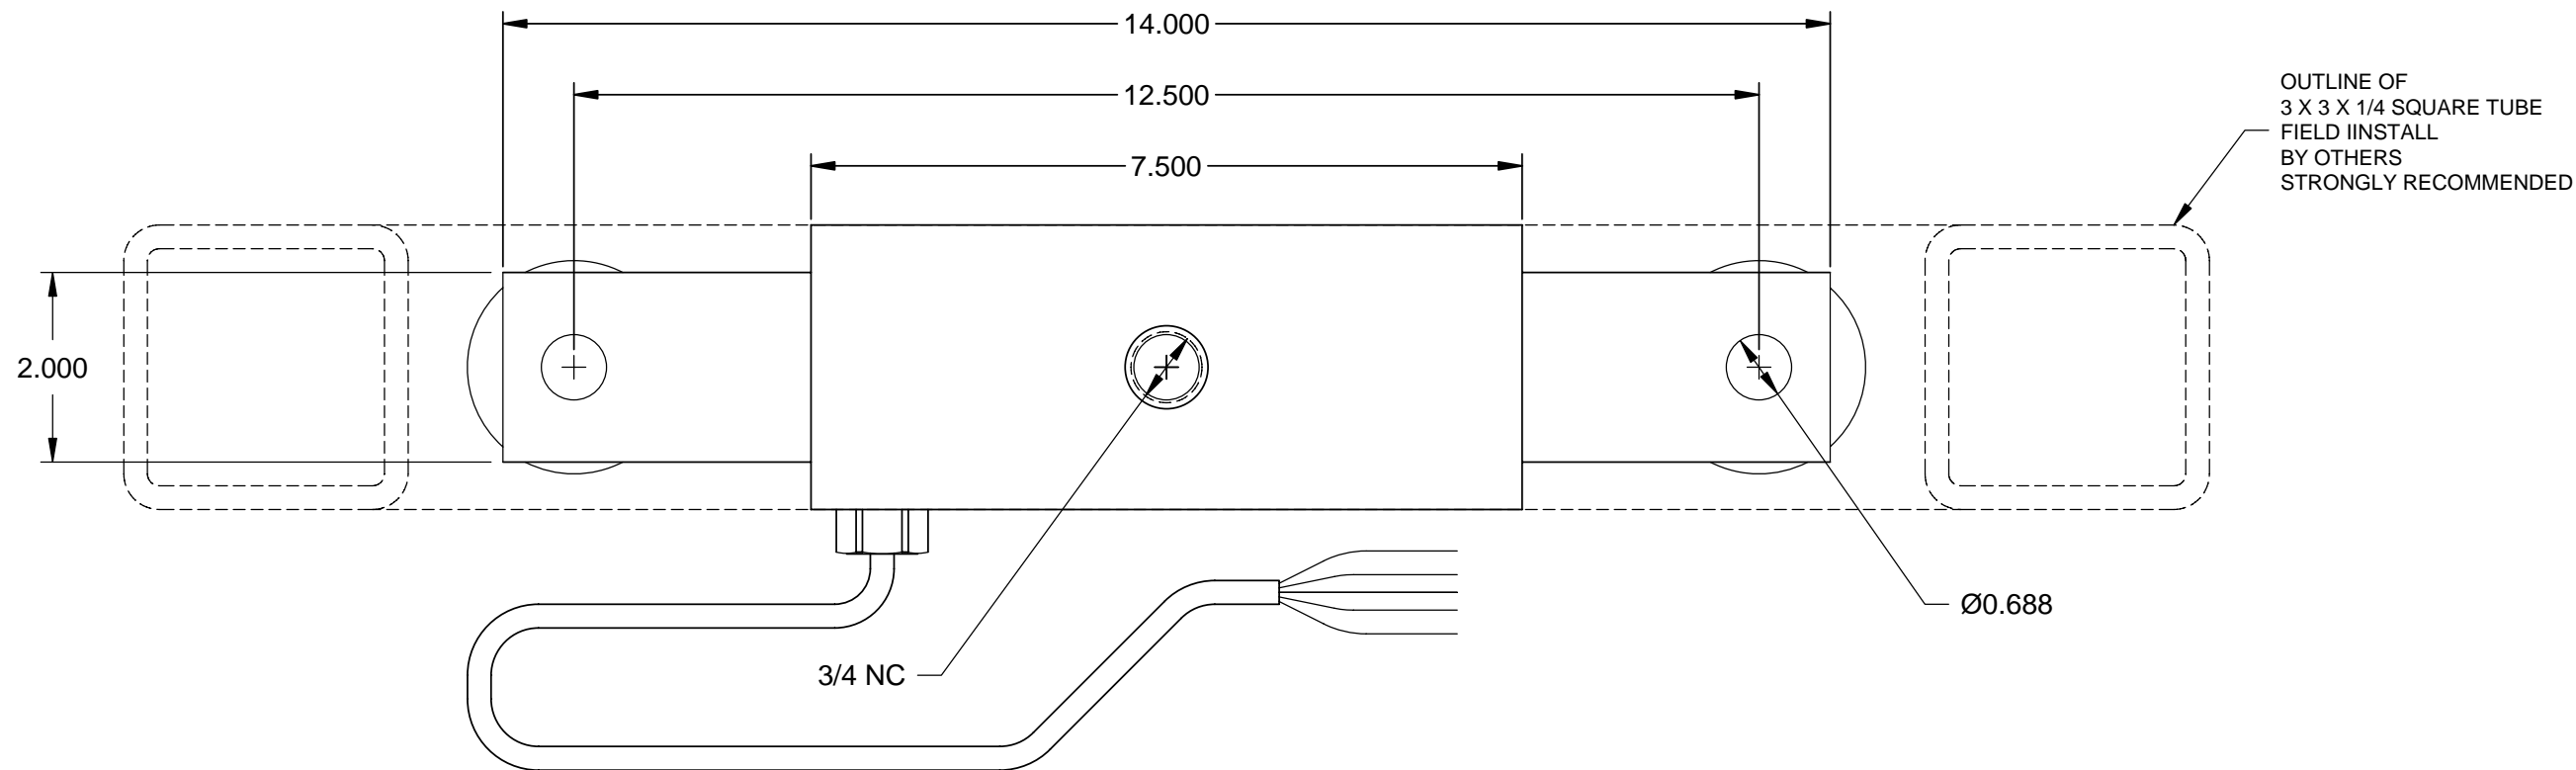 14.000
12.500
7.500
OUTLINE OF
3 X 3 X 1/4 SQUARE TUBE
FIELD IINSTALL
BY OTHERS
STRONGLY RECOMMENDED
2.000
Ø0.688
3/4 NC